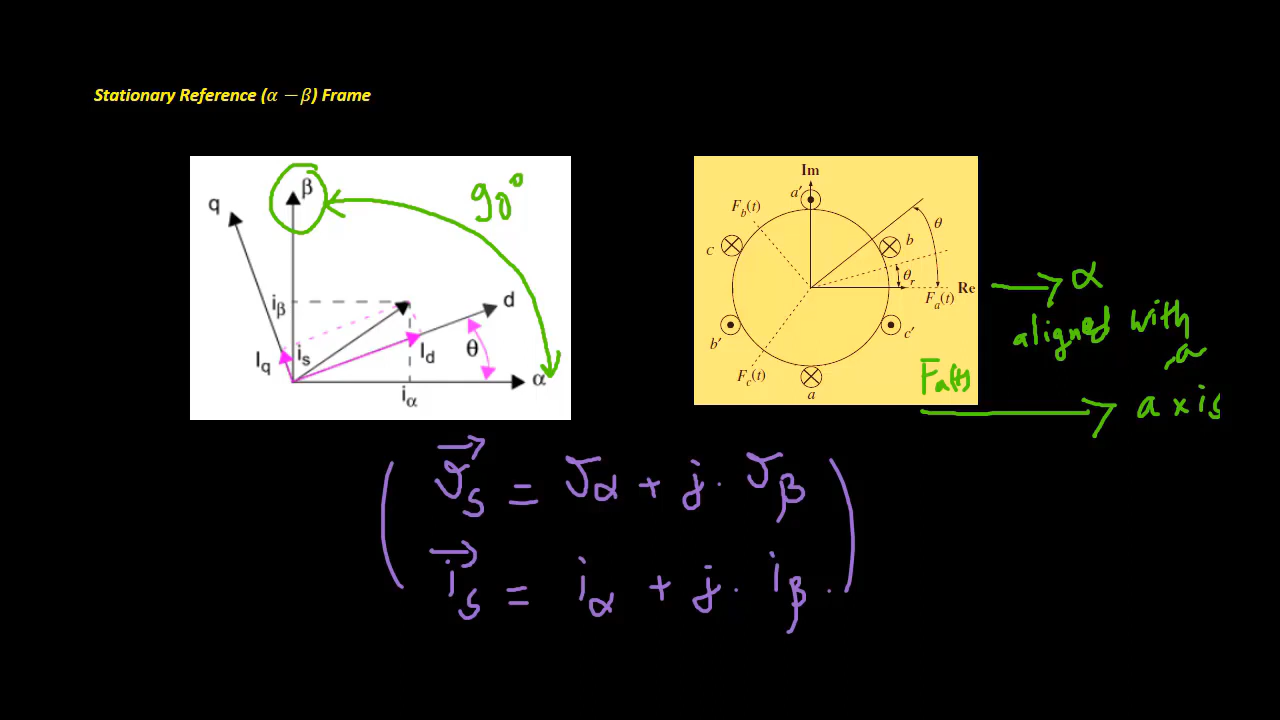 Stationary Reference (α − β) Frame
q
β
90°
iβ
d
Iq
is
Id
θ
α
iα
Im
a′
Fb(t)
θ
c
b
θr
Re
Fa(t)
b′
c′
Fc(t)
a
→ α
aligned with
a
Fa(t)
→ axis
( v⃗s = vα + j · vβ
i⃗s = iα + j · iβ · )